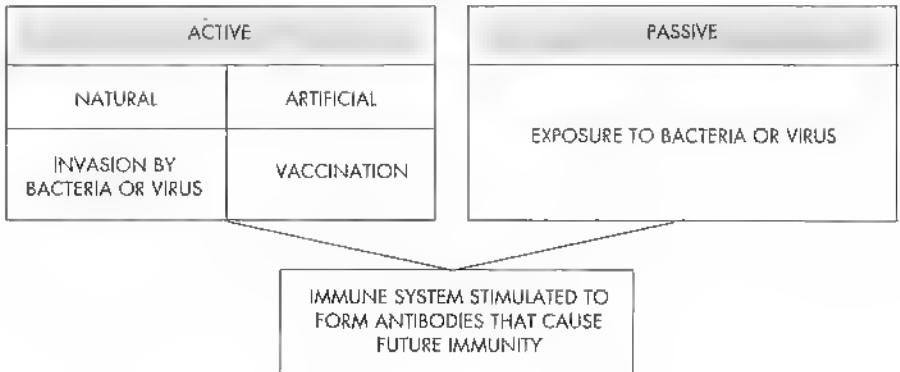 ACTIVE
PASSIVE
NATURAL
ARTIFICIAL
EXPOSURE TO BACTERIA OR VIRUS
INVASION BY
BACTERIA OR VIRUS
VACCINATION
IMMUNE SYSTEM STIMULATED TO
FORM ANTIBODIES THAT CAUSE
FUTURE IMMUNITY